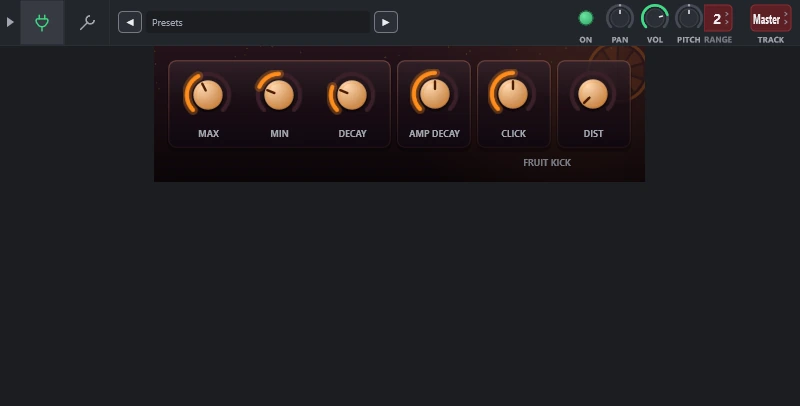 Presets
2
Master
ON PAN VOL PITCH RANGE TRACK
MAX MIN DECAY AMP DECAY CLICK DIST
FRUIT KICK